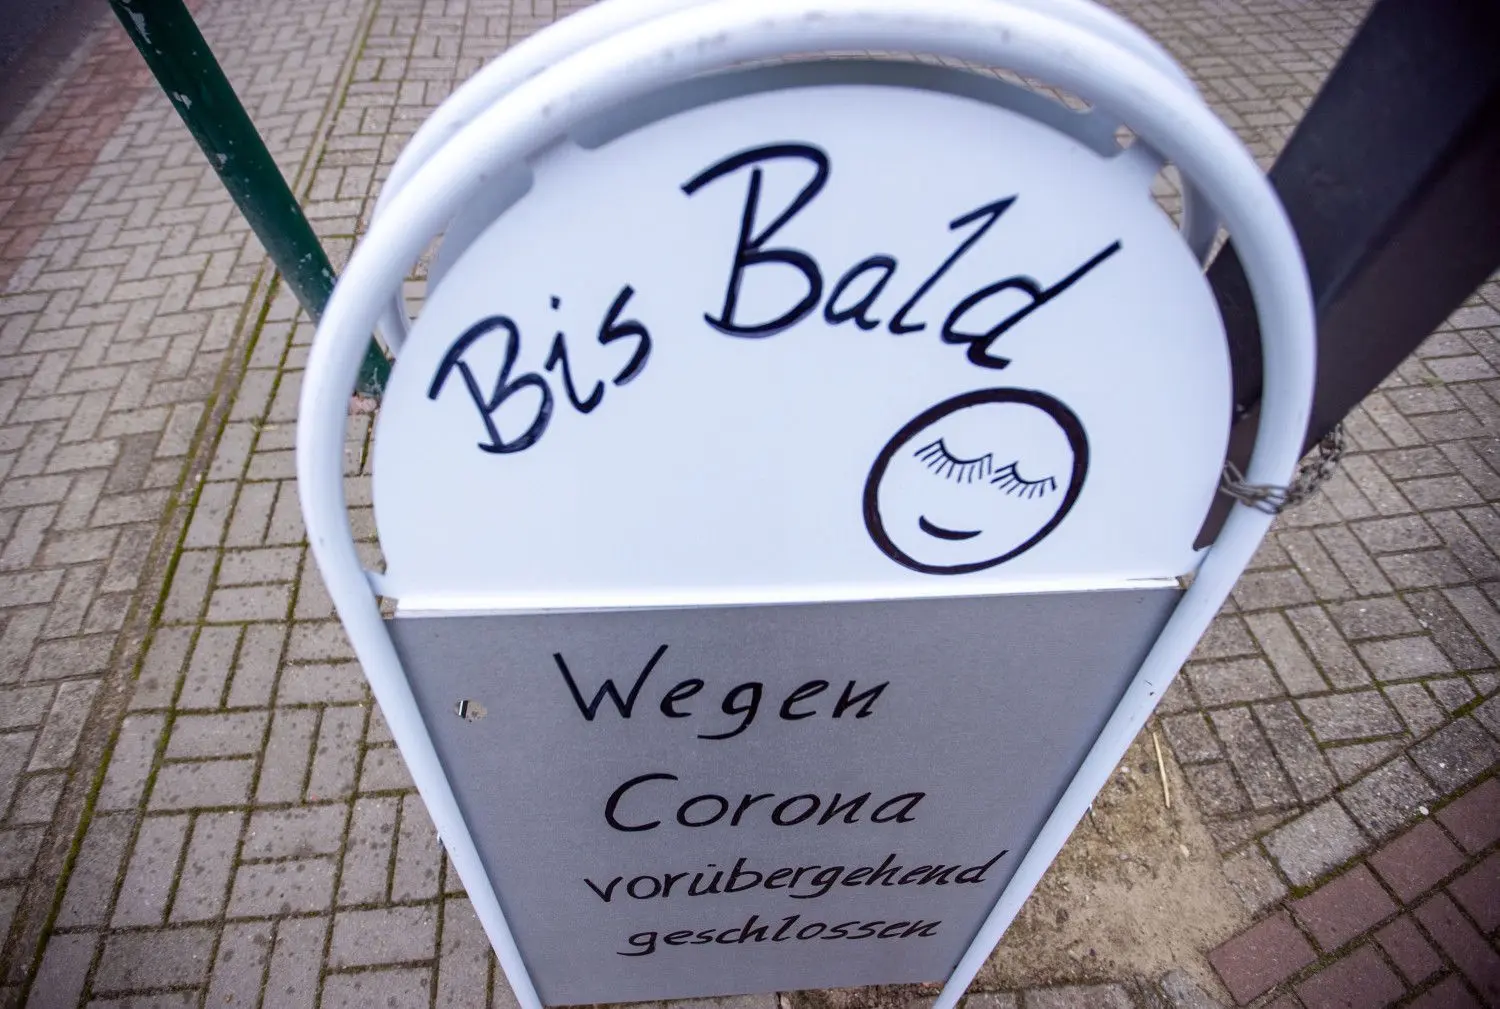 Bis Bald
Wegen
Corona
vorübergehend
geschlossen